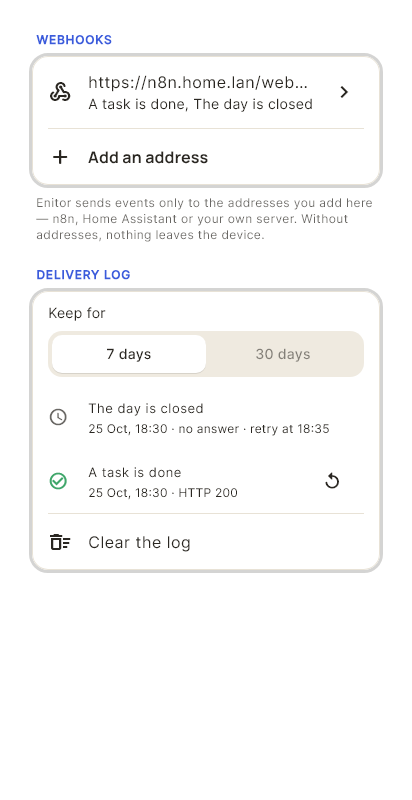 WEBHOOKS
https://n8n.home.lan/web...
A task is done, The day is closed
Add an address
Enitor sends events only to the addresses you add here
— n8n, Home Assistant or your own server. Without
addresses, nothing leaves the device.
DELIVERY LOG
Keep for
7 days
30 days
The day is closed
25 Oct, 18:30 · no answer · retry at 18:35
A task is done
25 Oct, 18:30 · HTTP 200
Clear the log